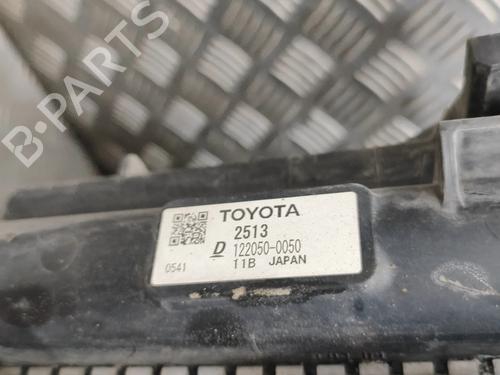 B-PARTS
TOYOTA
2513
D 122050-0050
0541 11B JAPAN